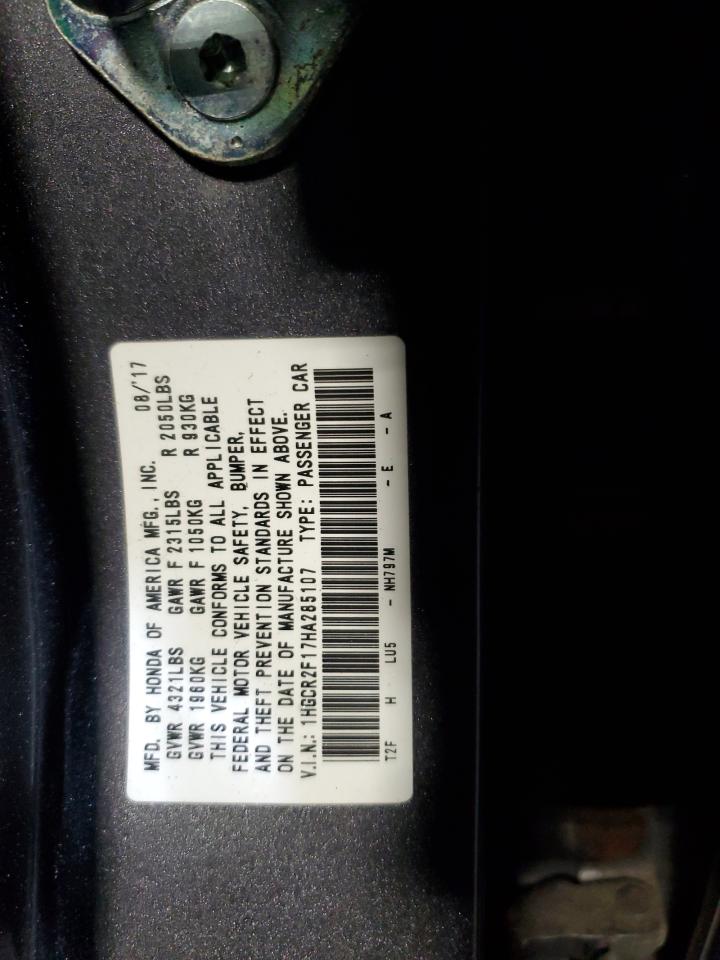 MFD. BY HONDA OF AMERICA MFG., INC. 08/'17
GVWR 4321LBS GAWR F 2315LBS R 2050LBS
GVWR 1960KG GAWR F 1050KG R 930KG
THIS VEHICLE CONFORMS TO ALL APPLICABLE
FEDERAL MOTOR VEHICLE SAFETY, BUMPER,
AND THEFT PREVENTION STANDARDS IN EFFECT
ON THE DATE OF MANUFACTURE SHOWN ABOVE.
V.I.N.: 1HGCR2F17HA285107 TYPE: PASSENGER CAR
T2F H LU5 - NH797M - E - A